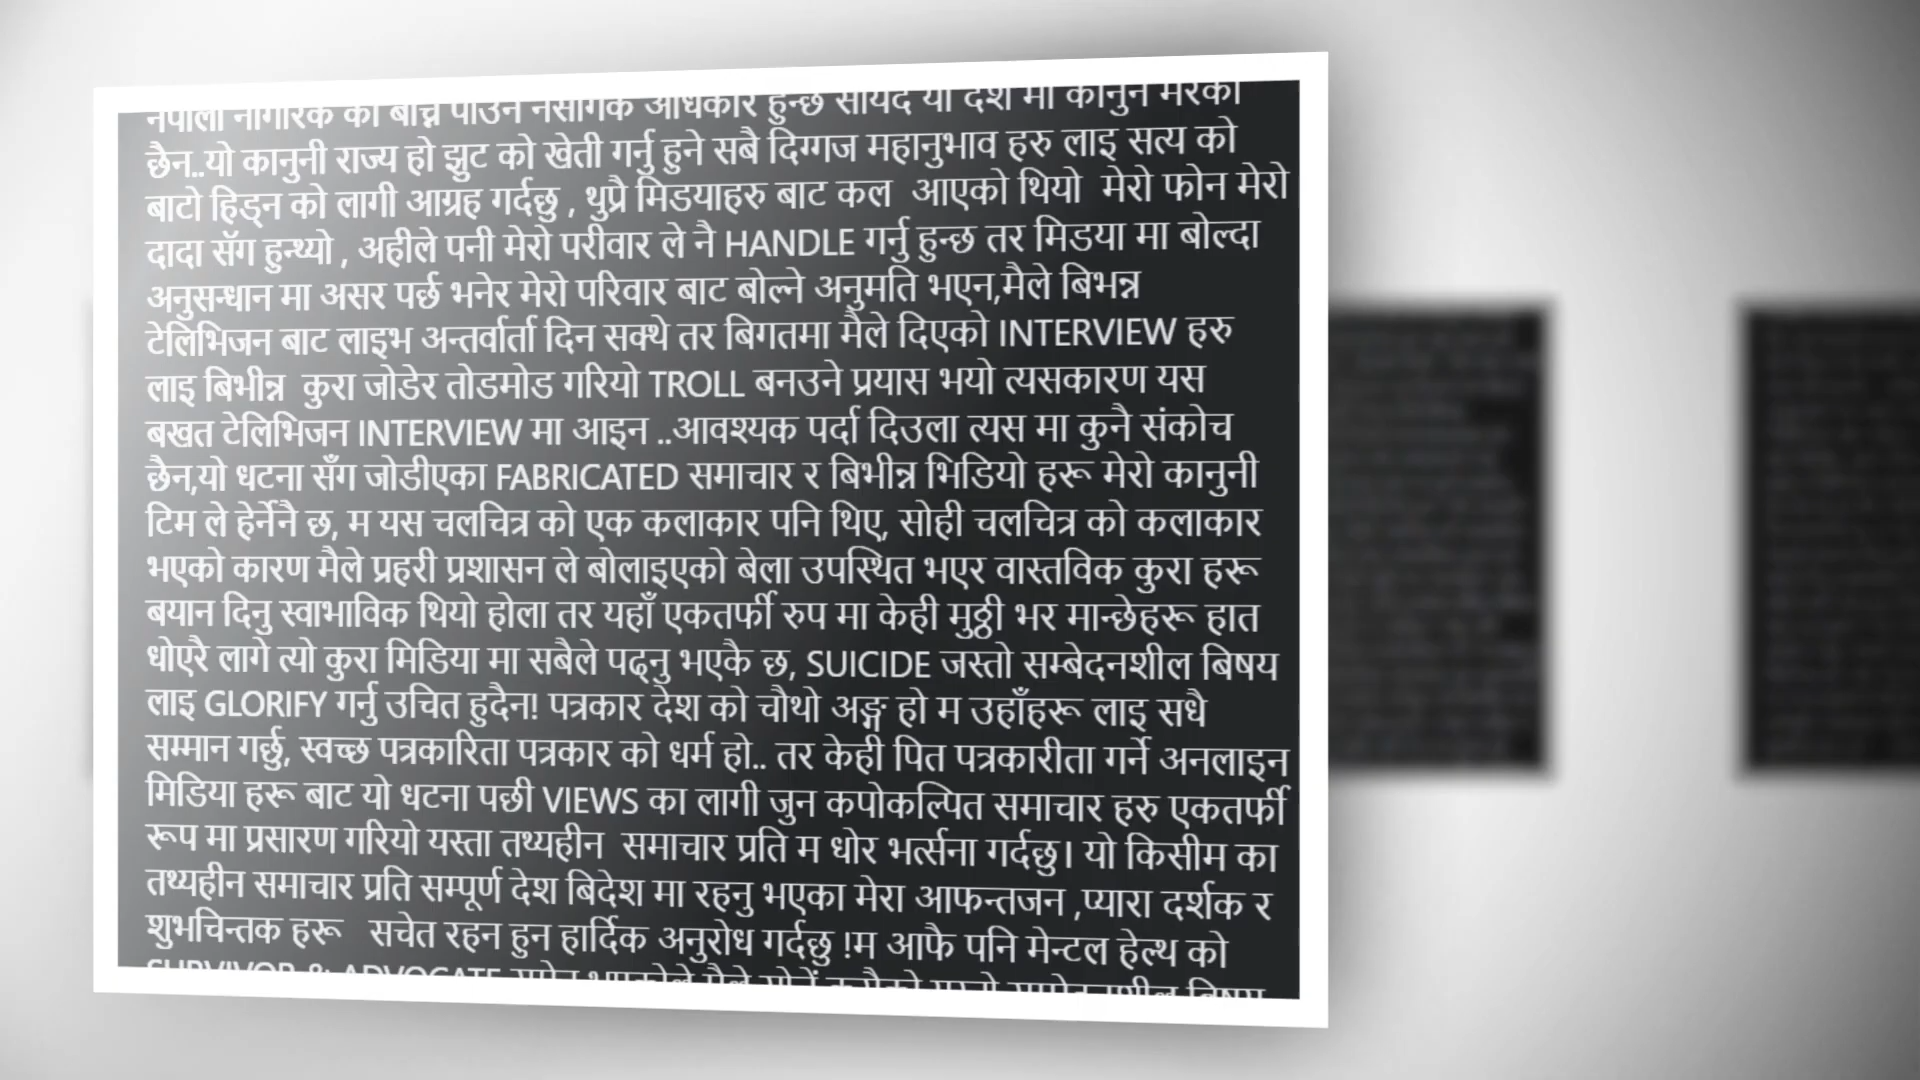 नेपाली नागरिक को बाँच्न पाउने नैसर्गिक अधिकार हुन्छ सायद यो देश मा कानुन मरेको
छैन..यो कानुनी राज्य हो झुट को खेती गर्नु हुने सबै दिग्गज महानुभाव हरु लाइ सत्य को
बाटो हिड्न को लागी आग्रह गर्दछु , थुप्रै मिडयाहरु बाट कल आएको थियो मेरो फोन मेरो
दादा सँग हुन्थ्यो , अहीले पनी मेरो परीवार ले नै HANDLE गर्नु हुन्छ तर मिडया मा बोल्दा
अनुसन्धान मा असर पर्छ भनेर मेरो परिवार बाट बोल्ने अनुमति भएन,मैले बिभन्न
टेलिभिजन बाट लाइभ अन्तर्वार्ता दिन सक्थे तर बिगतमा मैले दिएको INTERVIEW हरु
लाइ बिभीन्न कुरा जोडेर तोडमोड गरियो TROLL बनउने प्रयास भयो त्यसकारण यस
बखत टेलिभिजन INTERVIEW मा आइन ..आवश्यक पर्दा दिउला त्यस मा कुनै संकोच
छैन,यो धटना सँग जोडीएका FABRICATED समाचार र बिभीन्न भिडियो हरू मेरो कानुनी
टिम ले हेर्नेनै छ, म यस चलचित्र को एक कलाकार पनि थिए, सोही चलचित्र को कलाकार
भएको कारण मैले प्रहरी प्रशासन ले बोलाइएको बेला उपस्थित भएर वास्तविक कुरा हरू
बयान दिनु स्वाभाविक थियो होला तर यहाँ एकतर्फी रुप मा केही मुठ्ठी भर मान्छेहरू हात
धोएरै लागे त्यो कुरा मिडिया मा सबैले पढ्नु भएकै छ, SUICIDE जस्तो सम्बेदनशील बिषय
लाइ GLORIFY गर्नु उचित हुदैन! पत्रकार देश को चौथो अङ्ग हो म उहाँहरू लाइ सधै
सम्मान गर्छु, स्वच्छ पत्रकारिता पत्रकार को धर्म हो.. तर केही पित पत्रकारीता गर्ने अनलाइन
मिडिया हरू बाट यो धटना पछी VIEWS का लागी जुन कपोकल्पित समाचार हरु एकतर्फी
रूप मा प्रसारण गरियो यस्ता तथ्यहीन समाचार प्रति म धोर भर्त्सना गर्दछु। यो किसीम का
तथ्यहीन समाचार प्रति सम्पूर्ण देश बिदेश मा रहनु भएका मेरा आफन्तजन ,प्यारा दर्शक र
शुभचिन्तक हरू सचेत रहन हुन हार्दिक अनुरोध गर्दछु !म आफै पनि मेन्टल हेल्थ को
SURVIVOR & ADVOCATE